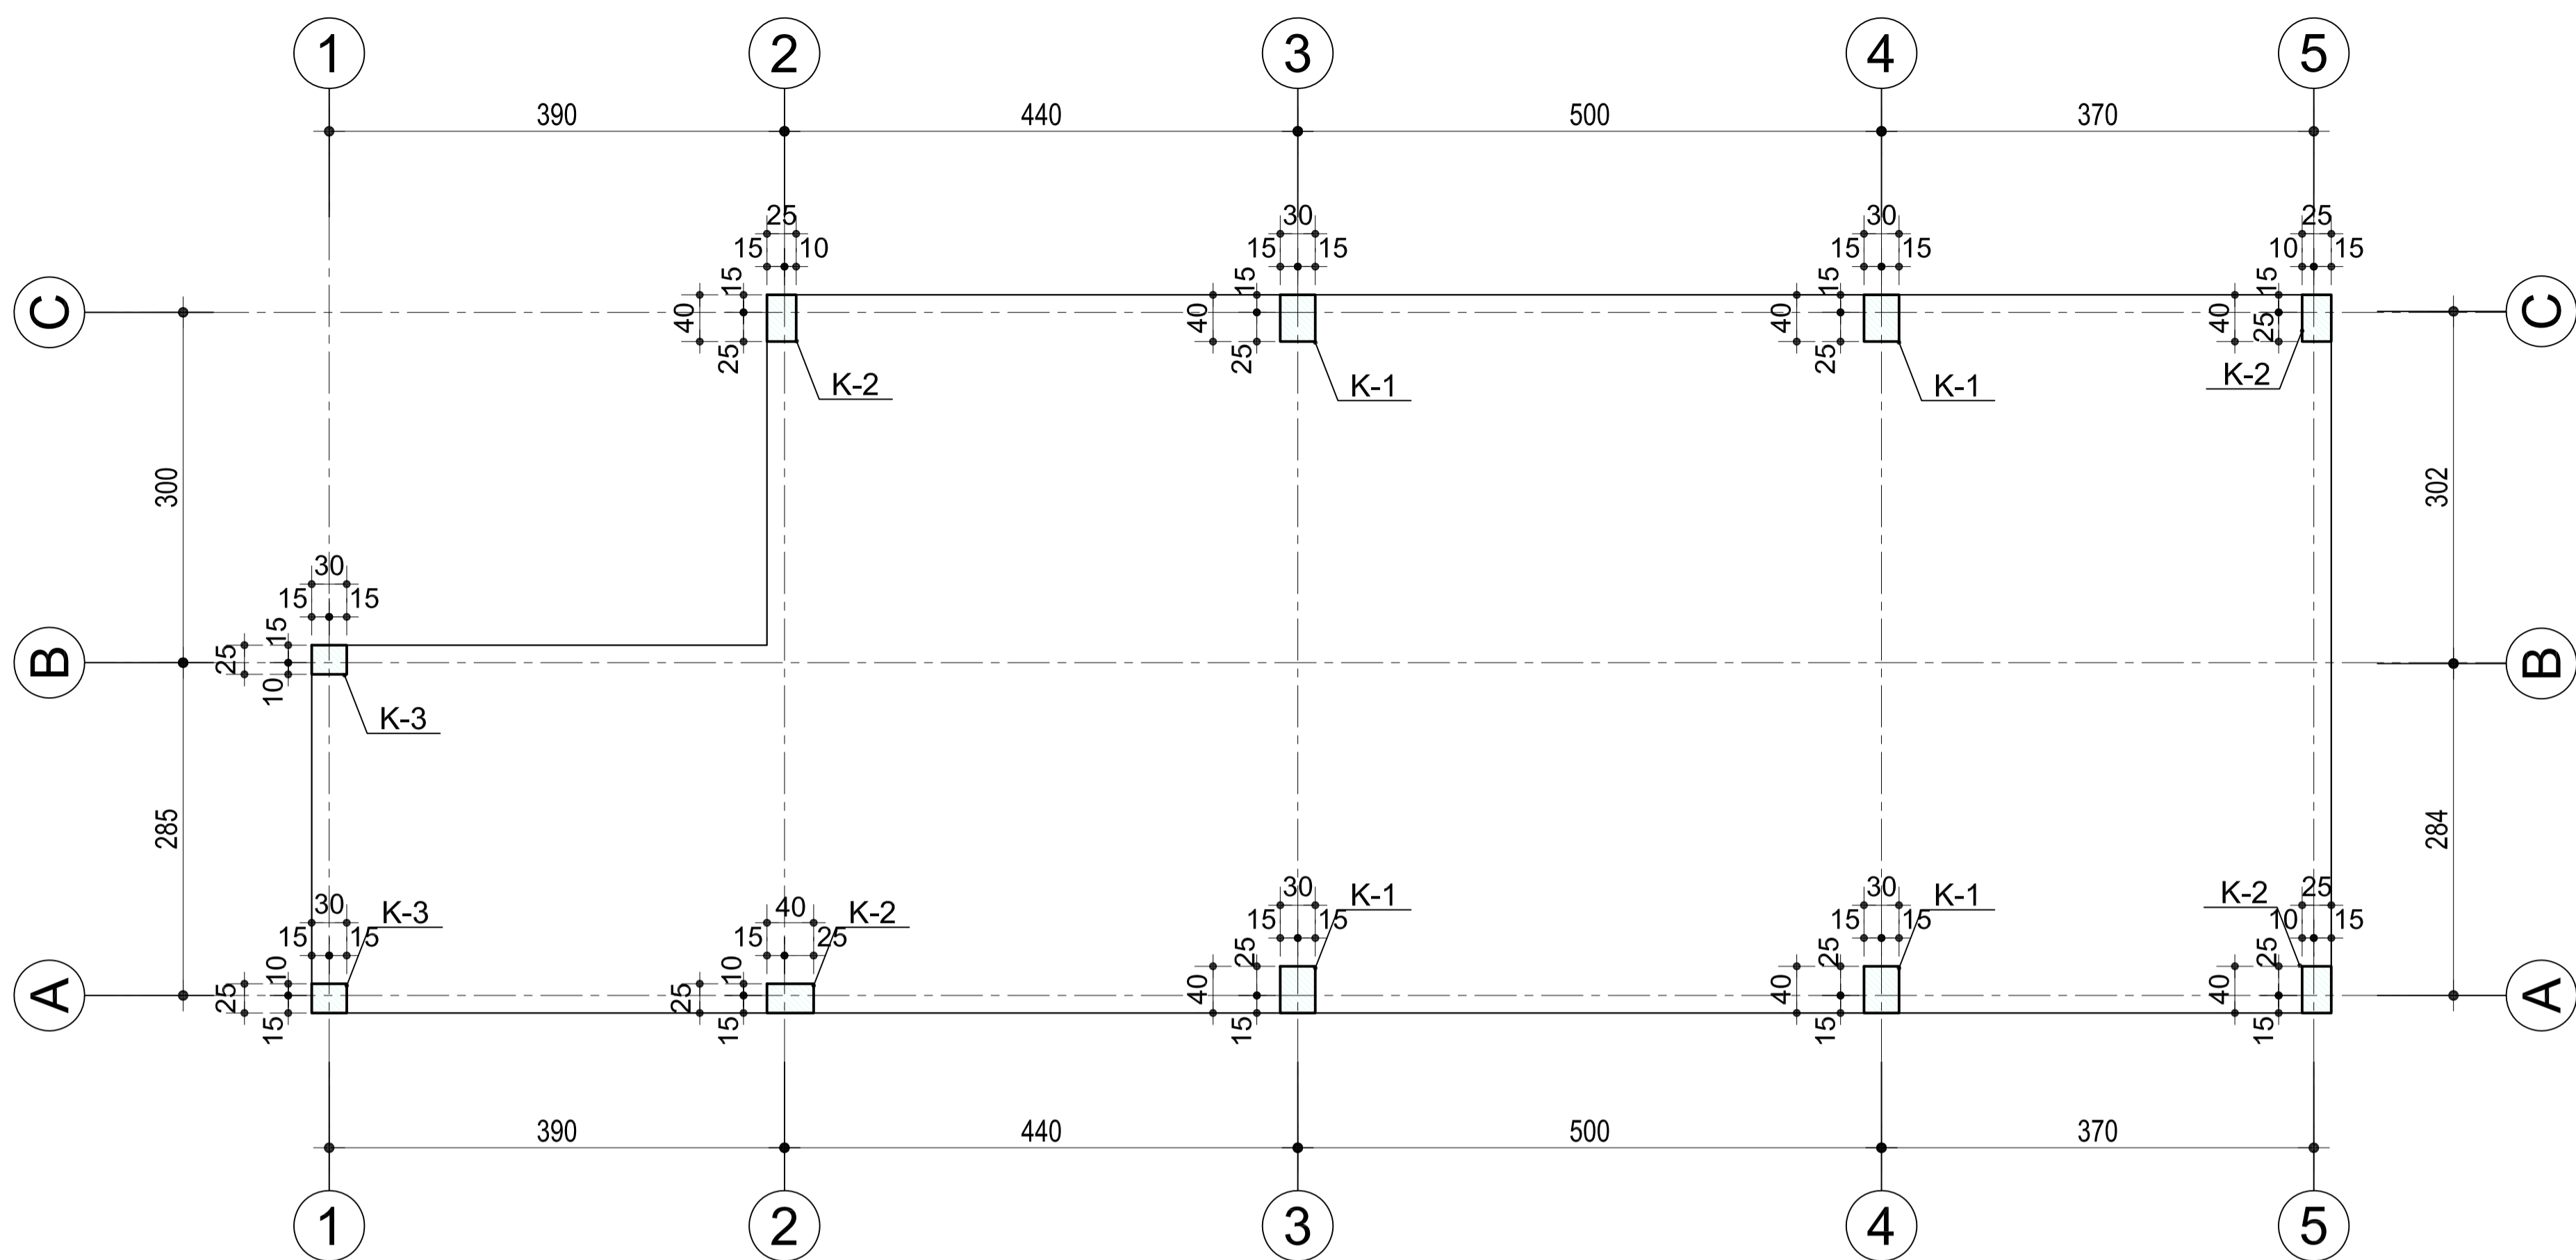 1 2 3 4 5
390 440 500 370
25 30 30 25
15 10 15 15 15 15 10 15
15 15 15 15
C 40 40 40 40 C
25 25 25 25
K-2 K-1 K-1 K-2
300 302
30
15 15
15
B 25 B
10
K-3
285 284
30 K-3 40 K-2 30 K-1 30 K-1 K-2 25
15 15 15 25 15 15 15 15 10 15
10 10 25 25 25
A 25 25 40 40 40 A
15 15 15 15 15
390 440 500 370
1 2 3 4 5